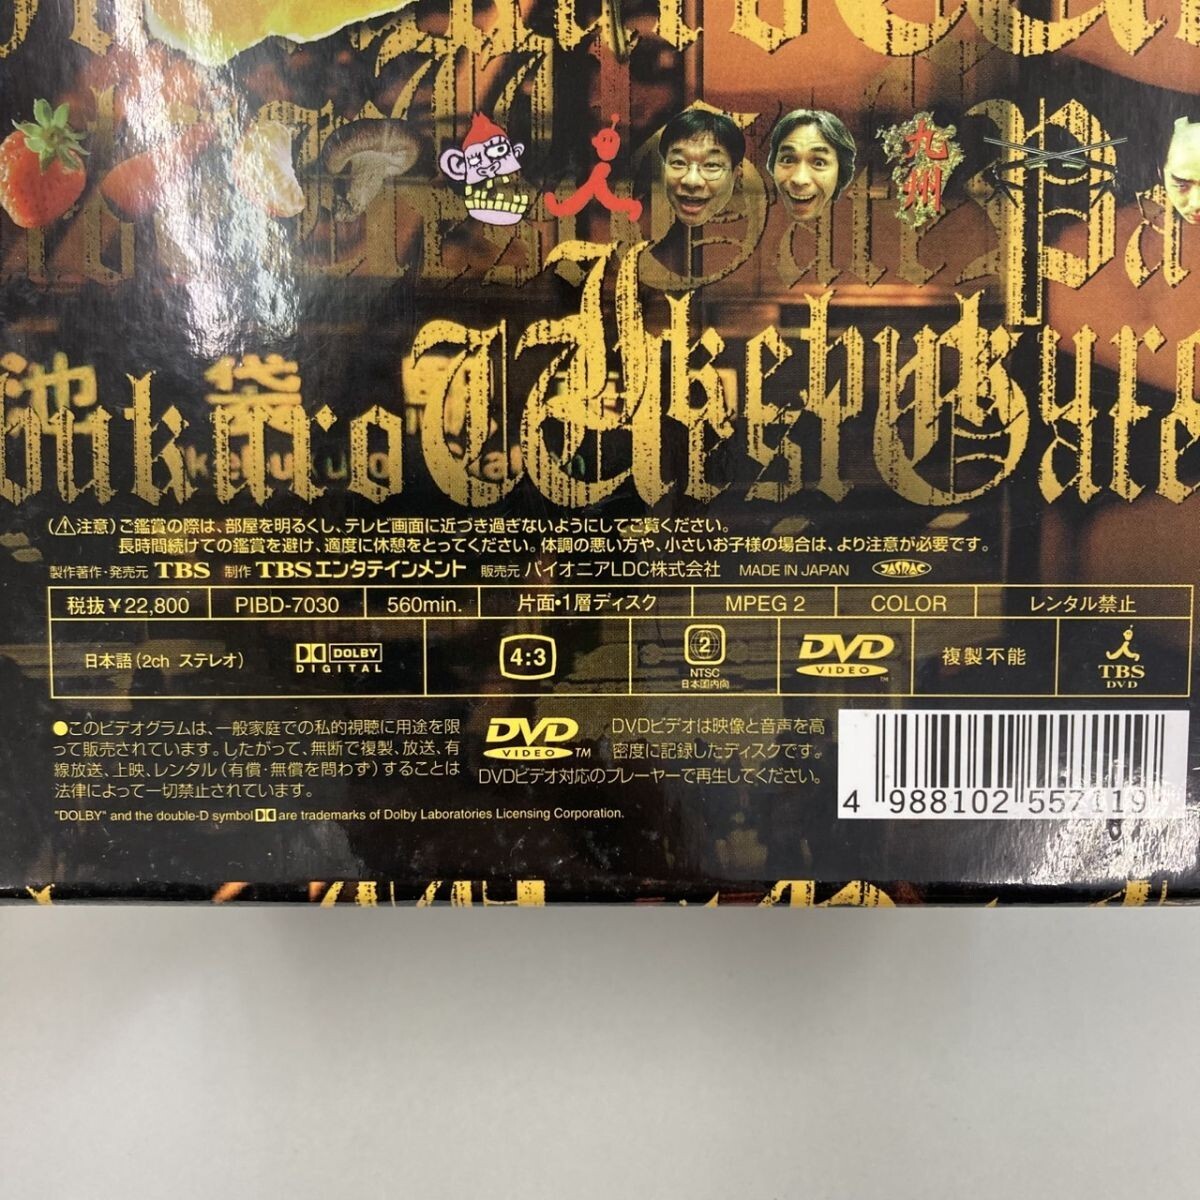 九州
Ikebukuro
West Gate
bukuro West Gate
池袋
(⚠注意)ご鑑賞の際は、部屋を明るくし、テレビ画面に近づき過ぎないようにしてご覧ください。
長時間続けての鑑賞を避け、適度に休憩をとってください。体調の悪い方や、小さいお子様の場合は、より注意が必要です。
製作著作・発売元 TBS 制作 TBSエンタテインメント 販売元 パイオニアLDC株式会社 MADE IN JAPAN JASRAC
税抜¥22,800 PIBD-7030 560min. 片面・1層ディスク MPEG 2 COLOR レンタル禁止
日本語(2ch ステレオ) DOLBY DIGITAL 4:3 2 NTSC 日本国内向 DVD VIDEO™ 複製不能 TBS DVD
●このビデオグラムは、一般家庭での私的視聴に用途を限
って販売されています。したがって、無断で複製、放送、有
線放送、上映、レンタル(有償・無償を問わず)することは
法律によって一切禁止されています。
DVD VIDEO™ DVDビデオは映像と音声を高
密度に記録したディスクです。
DVDビデオ対応のプレーヤーで再生してください。
"DOLBY" and the double-D symbol are trademarks of Dolby Laboratories Licensing Corporation.
4 988102 557119